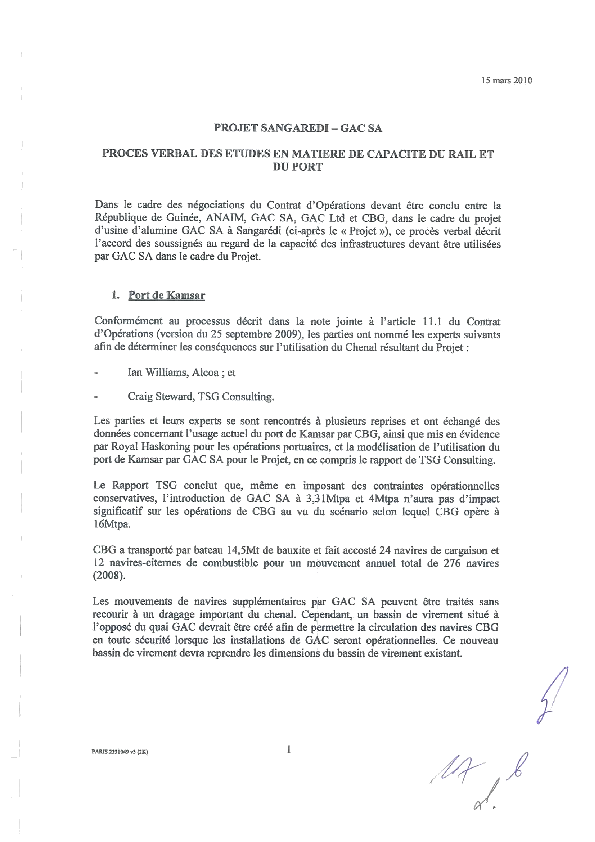 15 mars 2010
PROJET SANGAREDI – GAC SA
PROCES VERBAL DES ETUDES EN MATIERE DE CAPACITE DU RAIL ET
DU PORT
Dans le cadre des négociations du Contrat d'Opérations devant être conclu entre la
République de Guinée, ANAIM, GAC SA, GAC Ltd et CBG, dans le cadre du projet
d'usine d'alumine GAC SA à Sangarédi (ci-après le « Projet »), ce procès verbal décrit
l'accord des soussignés au regard de la capacité des infrastructures devant être utilisées
par GAC SA dans le cadre du Projet.
1. Port de Kamsar
Conformément au processus décrit dans la note jointe à l'article 11.1 du Contrat
d'Opérations (version du 25 septembre 2009), les parties ont nommé les experts suivants
afin de déterminer les conséquences sur l'utilisation du Chenal résultant du Projet :
- Ian Williams, Alcoa ; et
- Craig Steward, TSG Consulting.
Les parties et leurs experts se sont rencontrés à plusieurs reprises et ont échangé des
données concernant l'usage actuel du port de Kamsar par CBG, ainsi que mis en évidence
par Royal Haskoning pour les opérations portuaires, et la modélisation de l'utilisation du
port de Kamsar par GAC SA pour le Projet, en ce compris le rapport de TSG Consulting.
Le Rapport TSG conclut que, même en imposant des contraintes opérationnelles
conservatives, l'introduction de GAC SA à 3,31Mtpa et 4Mtpa n'aura pas d'impact
significatif sur les opérations de CBG au vu du scénario selon lequel CBG opère à
16Mtpa.
CBG a transporté par bateau 14,5Mt de bauxite et fait accosté 24 navires de cargaison et
12 navires-citernes de combustible pour un mouvement annuel total de 276 navires
(2008).
Les mouvements de navires supplémentaires par GAC SA peuvent être traités sans
recourir à un dragage important du chenal. Cependant, un bassin de virement situé à
l'opposé du quai GAC devrait être créé afin de permettre la circulation des navires CBG
en toute sécurité lorsque les installations de GAC seront opérationnelles. Ce nouveau
bassin de virement devra reprendre les dimensions du bassin de virement existant.
1